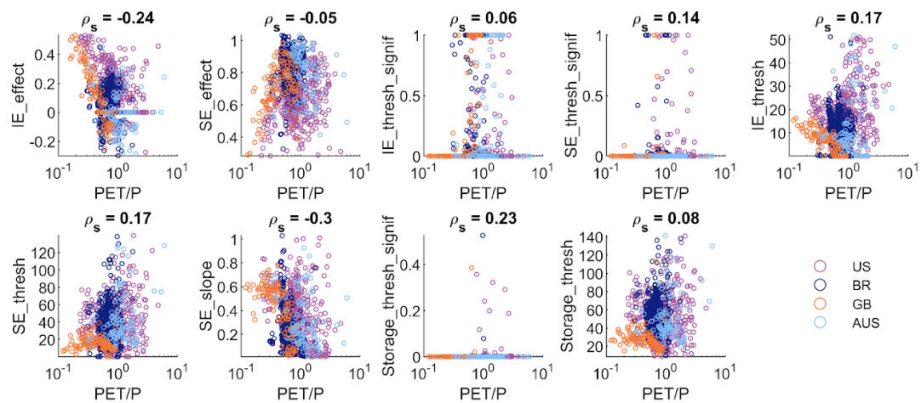 ρs = -0.24
ρs = -0.05
ρs = 0.06
ρs = 0.14
ρs = 0.17
IE_effect
0.4
0.2
0
-0.2
10-1 100 101
PET/P
SE_effect
1
0.8
0.6
0.4
10-1 100 101
PET/P
IE_thresh_signif
1
0.5
0
10-1 100 101
PET/P
SE_thresh_signif
1
0.5
0
10-1 100 101
PET/P
IE_thresh
50
40
30
20
10
10-1 100 101
PET/P
ρs = 0.17
ρs = -0.3
ρs = 0.23
ρs = 0.08
SE_thresh
120
100
80
60
40
20
10-1 100 101
PET/P
SE_slope
1
0.8
0.6
0.4
0.2
10-1 100 101
PET/P
Storage_thresh_signif
0.4
0.2
0
10-1 100 101
PET/P
Storage_thresh
140
120
100
80
60
40
20
10-1 100 101
PET/P
US
BR
GB
AUS